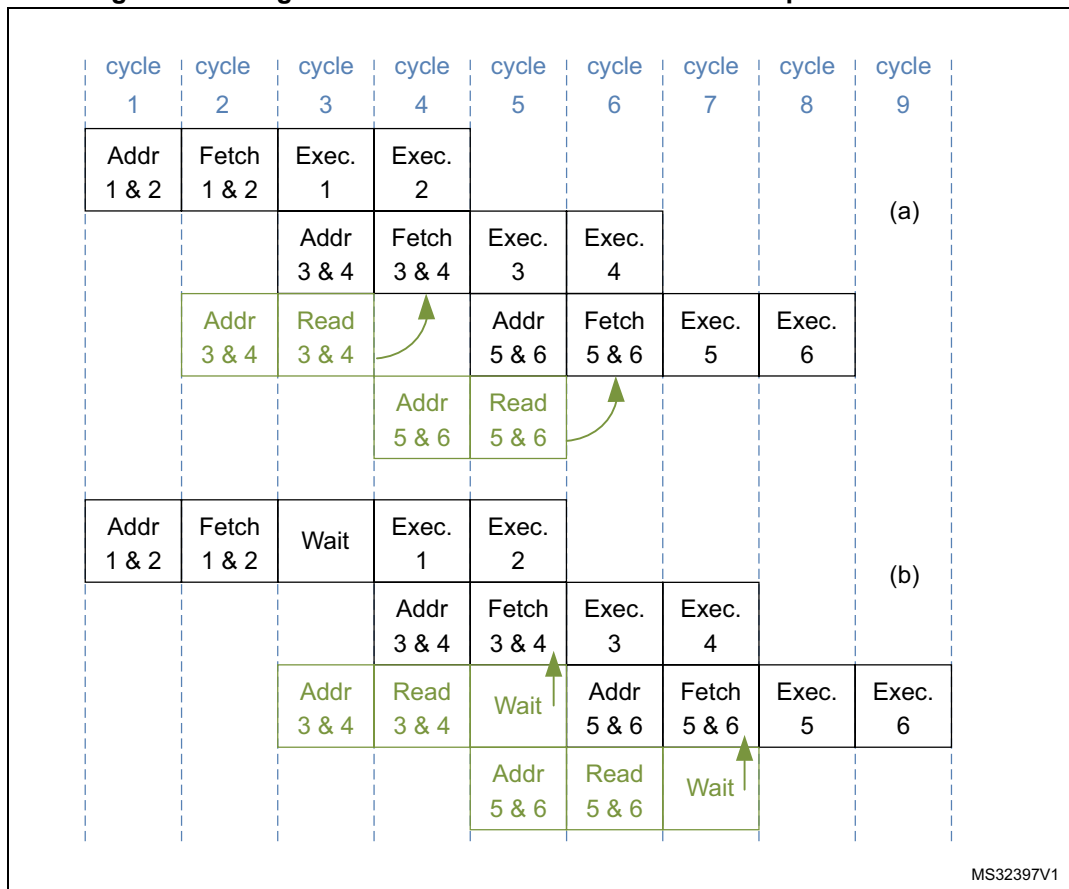 cycle cycle cycle cycle cycle cycle cycle cycle cycle
1 2 3 4 5 6 7 8 9
Addr Fetch Exec. Exec.
1 & 2 1 & 2 1 2
(a)
Addr Fetch Exec. Exec.
3 & 4 3 & 4 3 4
Addr Read Addr Fetch Exec. Exec.
3 & 4 3 & 4 5 & 6 5 & 6 5 6
Addr Read
5 & 6 5 & 6
Addr Fetch Wait Exec. Exec.
1 & 2 1 & 2 1 2
(b)
Addr Fetch Exec. Exec.
3 & 4 3 & 4 3 4
Addr Read Wait Addr Fetch Exec. Exec.
3 & 4 3 & 4 5 & 6 5 & 6 5 6
Addr Read Wait
5 & 6 5 & 6
MS32397V1